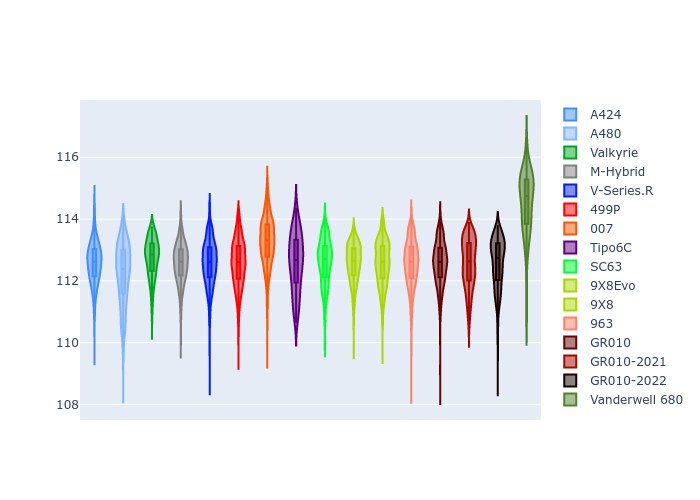 116
114
112
110
108
A424
A480
Valkyrie
M-Hybrid
V-Series.R
499P
007
Tipo6C
SC63
9X8Evo
9X8
963
GR010
GR010-2021
GR010-2022
Vanderwell 680